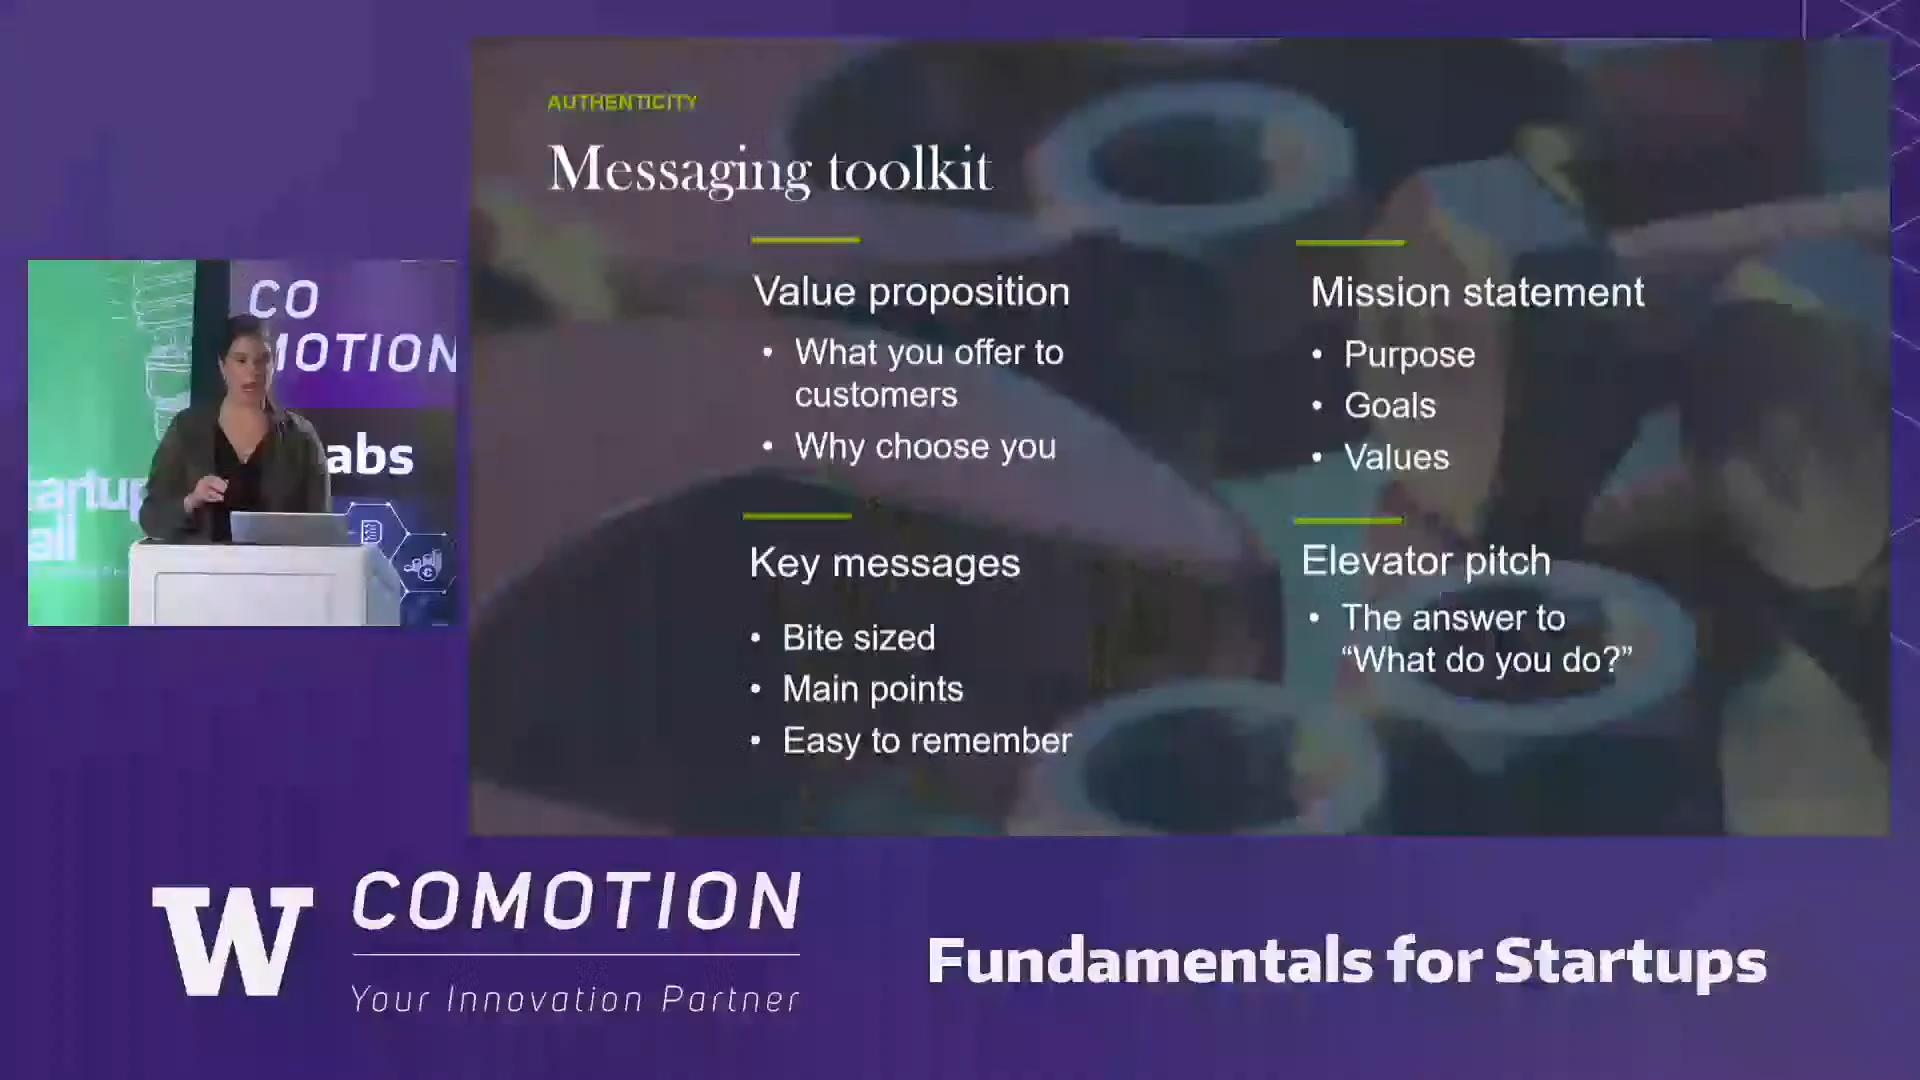 AUTHENTICITY
Messaging toolkit
Value proposition
• What you offer to
customers
• Why choose you
Mission statement
• Purpose
• Goals
• Values
Key messages
• Bite sized
• Main points
• Easy to remember
Elevator pitch
• The answer to
“What do you do?”
CO
MOTION
abs
artup
all
W
COMOTION
Your Innovation Partner
Fundamentals for Startups